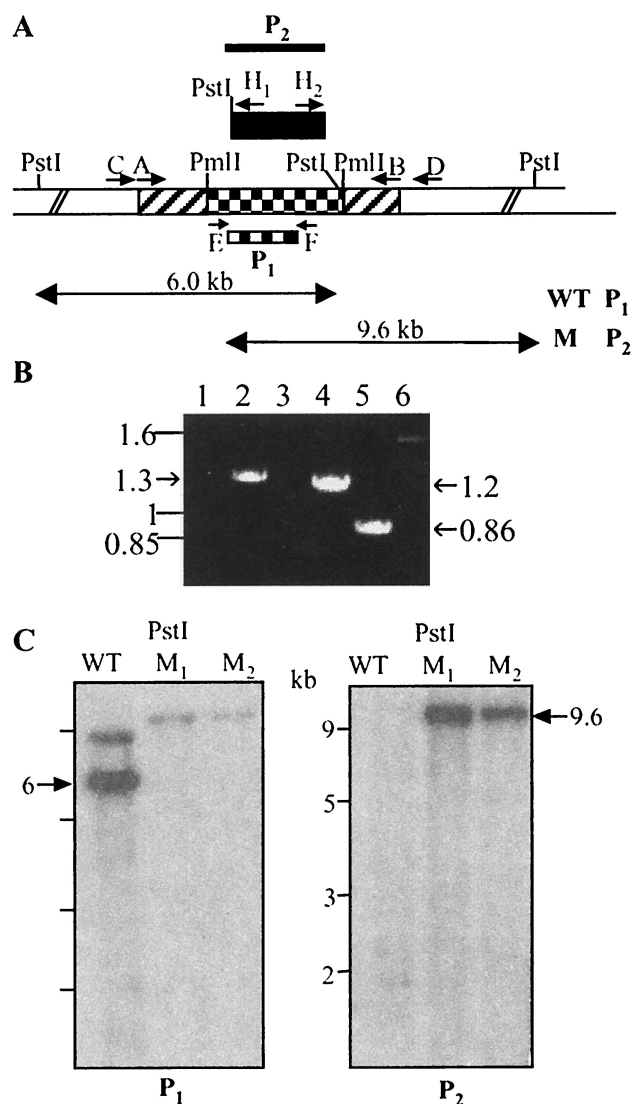 A
P2
PstI H1 H2
PstI C A PmlI PstI PmlI B D PstI
E F
P1
6.0 kb
WT P1
9.6 kb
M P2
B
1 2 3 4 5 6
1.6
1.3 → ← 1.2
1
0.85 ← 0.86
C
PstI PstI
WT M1 M2 kb WT M1 M2
9 ← 9.6
6 →
5
3
2
P1 P2